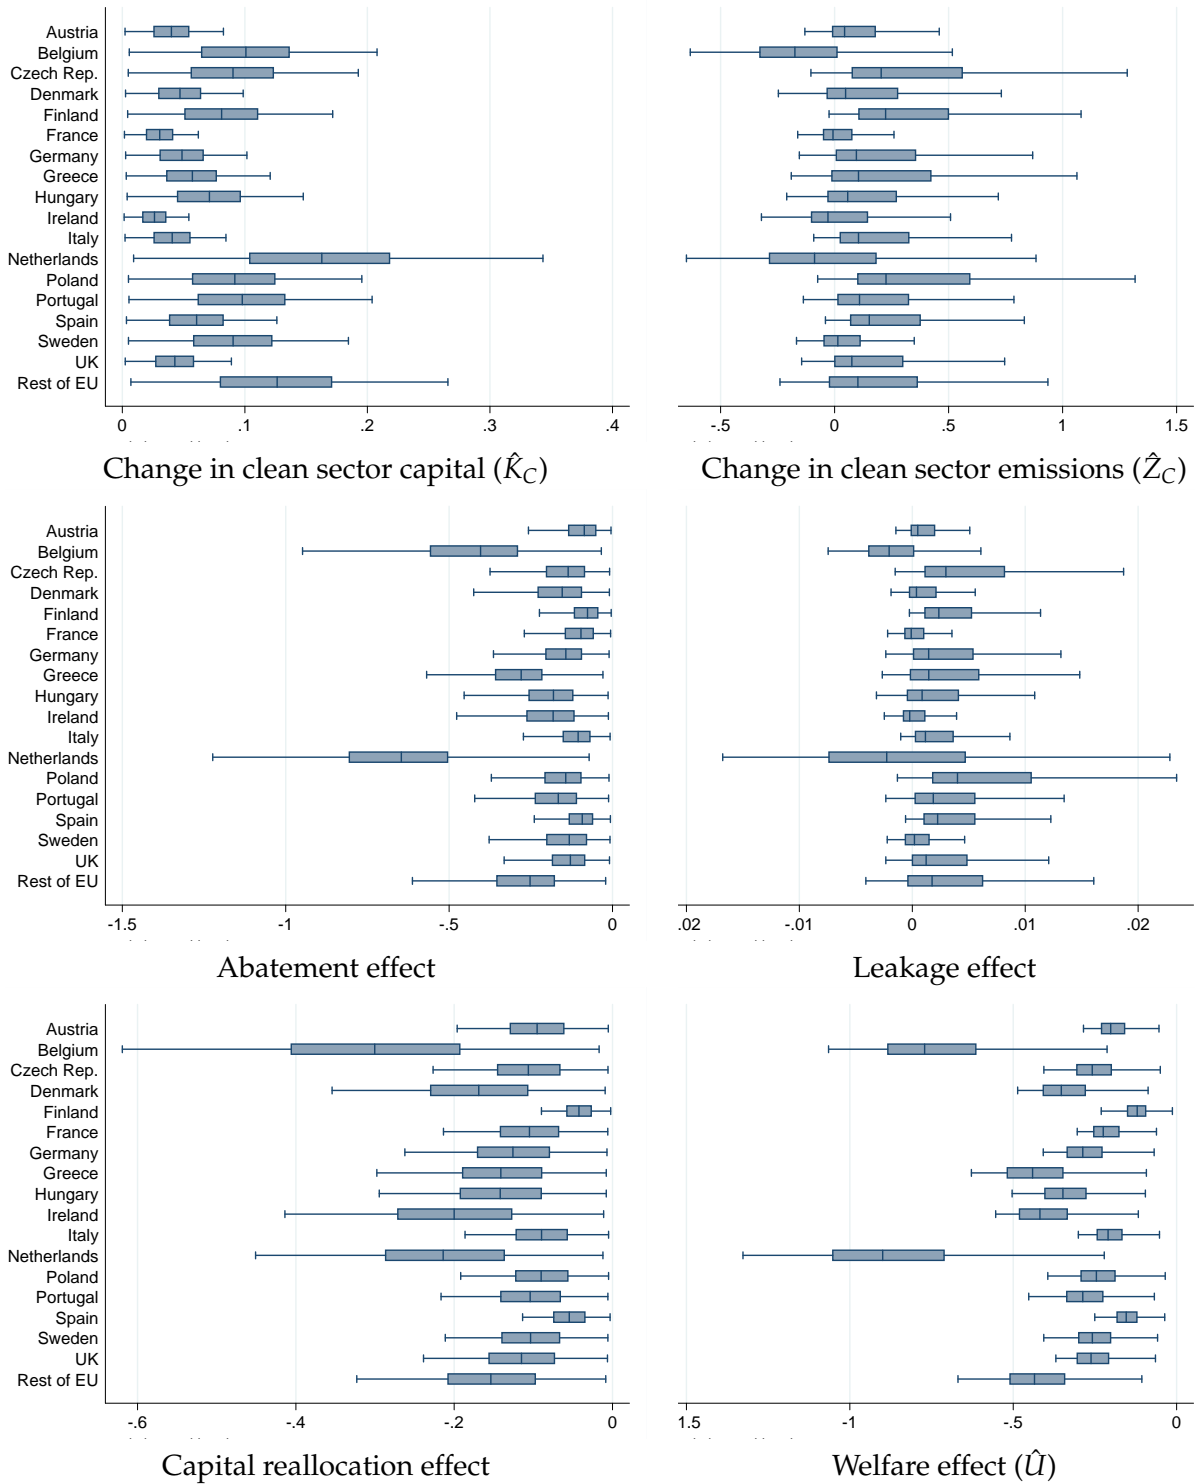 Austria
Belgium
Czech Rep.
Denmark
Finland
France
Germany
Greece
Hungary
Ireland
Italy
Netherlands
Poland
Portugal
Spain
Sweden
UK
Rest of EU
0 .1 .2 .3 .4
-.5 0 .5 1 1.5
Change in clean sector capital (K̂_C)
Change in clean sector emissions (Ẑ_C)
Austria
Belgium
Czech Rep.
Denmark
Finland
France
Germany
Greece
Hungary
Ireland
Italy
Netherlands
Poland
Portugal
Spain
Sweden
UK
Rest of EU
-1.5 -1 -.5 0
.02 -.01 0 .01 .02
Abatement effect
Leakage effect
Austria
Belgium
Czech Rep.
Denmark
Finland
France
Germany
Greece
Hungary
Ireland
Italy
Netherlands
Poland
Portugal
Spain
Sweden
UK
Rest of EU
-.6 -.4 -.2 0
1.5 -1 -.5 0
Capital reallocation effect
Welfare effect (Û)